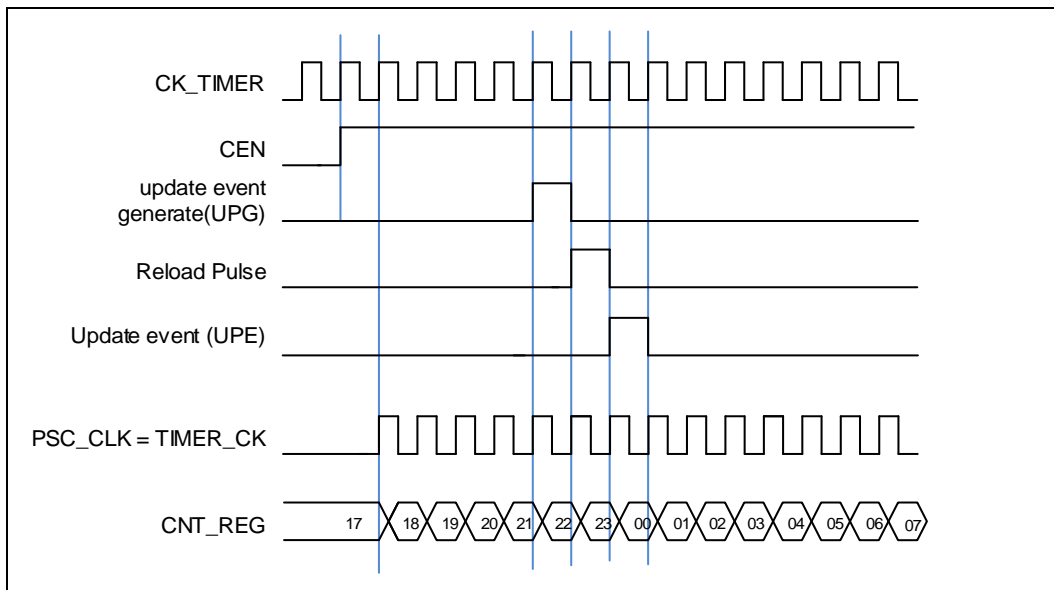 CK_TIMER
CEN
update event
generate(UPG)
Reload Pulse
Update event (UPE)
PSC_CLK = TIMER_CK
CNT_REG 17 18 19 20 21 22 23 00 01 02 03 04 05 06 07